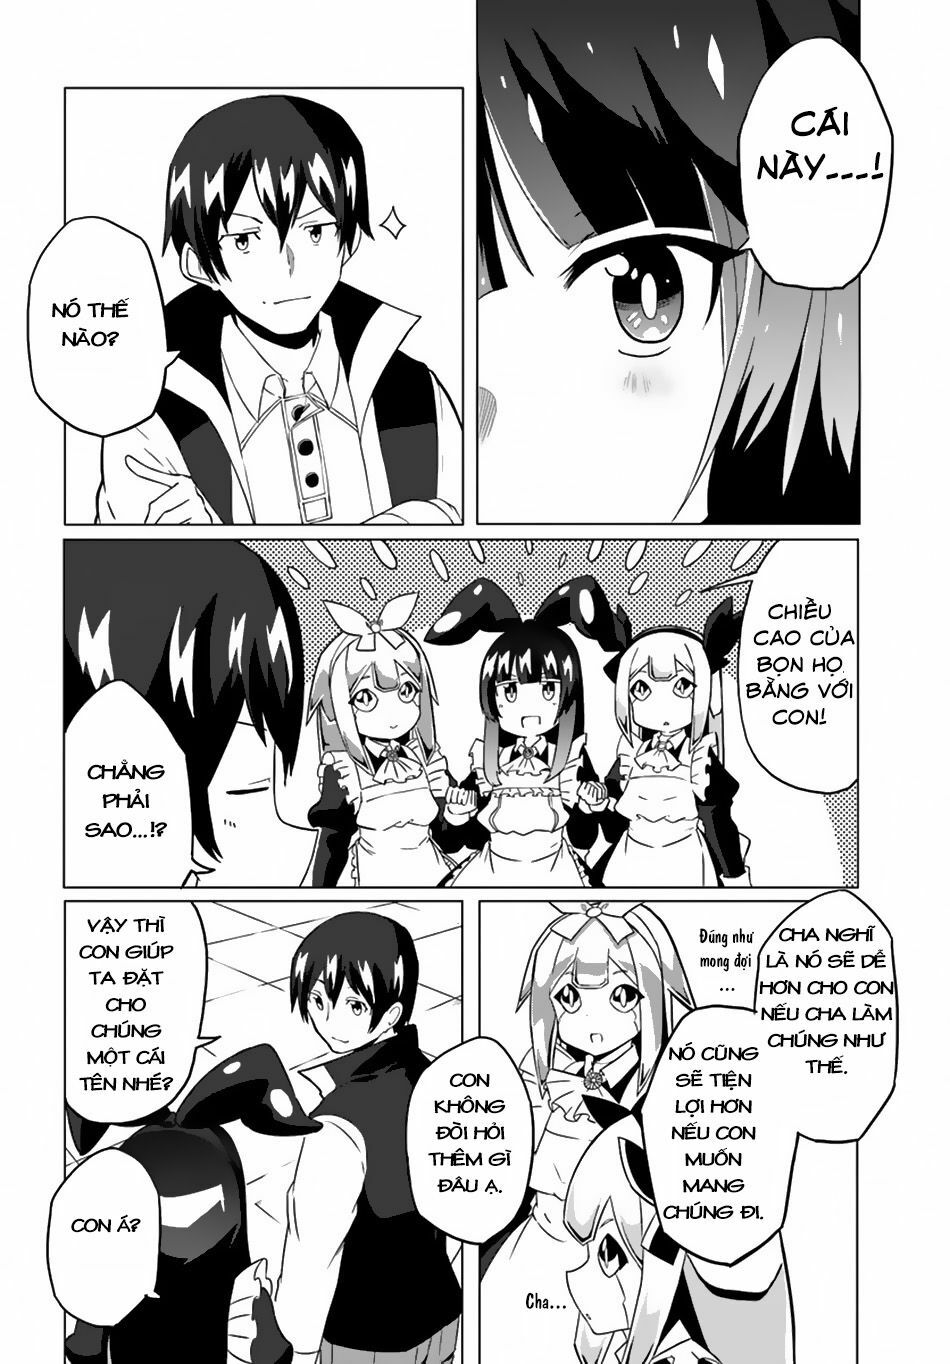 CÁI
NÀY----!
NÓ THẾ
NÀO?
CHIỀU
CAO CỦA
BỌN HỌ
BẰNG VỚI
CON!
CHẲNG
PHẢI
SAO...!?
CHA NGHĨ
LÀ NÓ SẼ DỄ
HƠN CHO CON
NẾU CHA LÀM
CHÚNG NHƯ
THẾ.
Đúng như
mong đợi
...
NÓ CŨNG
SẼ TIỆN
LỢI HƠN
NẾU CON
MUỐN
MANG
CHÚNG ĐI.
Cha...
CON
KHÔNG
ĐÒI HỎI
THÊM GÌ
ĐÂU Ạ.
VẬY THÌ
CON GIÚP
TA ĐẶT
CHO
CHÚNG
MỘT CÁI
TÊN NHÉ?
CON Á?